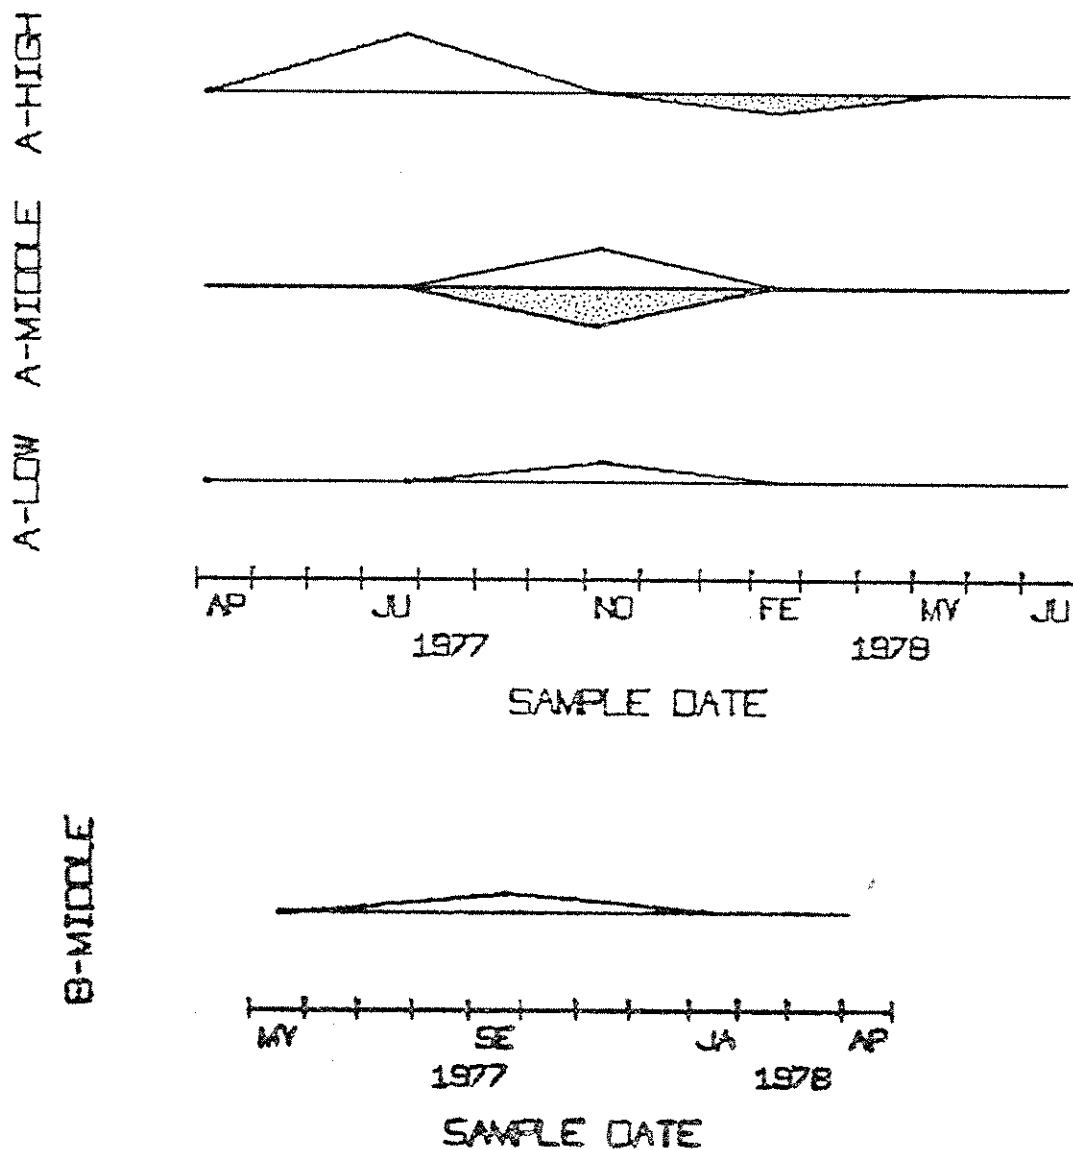 A-HIGH
A-MIDDLE
A-LOW
AP JU NO FE MY JU
1977 1978
SAMPLE DATE
B-MIDDLE
MY SE JA AP
1977 1978
SAMPLE DATE